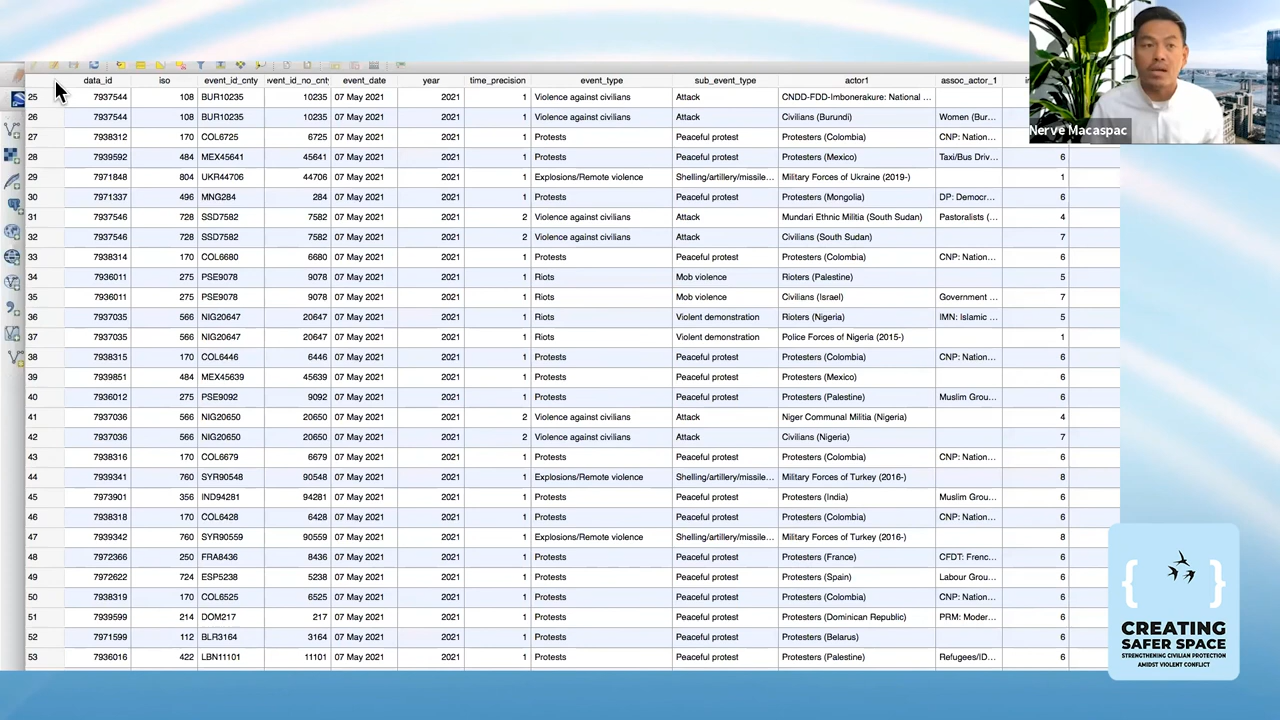 data_id iso event_id_cnty vent_id_no_cnty event_date year time_precision event_type sub_event_type actor1 assoc_actor_1
25 7937544 108 BUR10235 10235 07 May 2021 2021 1 Violence against civilians Attack CNDD-FDD-Imbonerakure: National ...
26 7937544 108 BUR10235 10235 07 May 2021 2021 1 Violence against civilians Attack Civilians (Burundi) Women (Bur...
27 7938312 170 COL6725 6725 07 May 2021 2021 1 Protests Peaceful protest Protesters (Colombia) CNP: Nation...
28 7939592 484 MEX45641 45641 07 May 2021 2021 1 Protests Peaceful protest Protesters (Mexico) Taxi/Bus Driv... 6
29 7971848 804 UKR44706 44706 07 May 2021 2021 1 Explosions/Remote violence Shelling/artillery/missile... Military Forces of Ukraine (2019-) 1
30 7971337 496 MNG284 284 07 May 2021 2021 1 Protests Peaceful protest Protesters (Mongolia) DP: Democr... 6
31 7937546 728 SSD7582 7582 07 May 2021 2021 2 Violence against civilians Attack Mundari Ethnic Militia (South Sudan) Pastoralists (... 4
32 7937546 728 SSD7582 7582 07 May 2021 2021 2 Violence against civilians Attack Civilians (South Sudan) 7
33 7938314 170 COL6680 6680 07 May 2021 2021 1 Protests Peaceful protest Protesters (Colombia) CNP: Nation... 6
34 7936011 275 PSE9078 9078 07 May 2021 2021 1 Riots Mob violence Rioters (Palestine) 5
35 7936011 275 PSE9078 9078 07 May 2021 2021 1 Riots Mob violence Civilians (Israel) Government ... 7
36 7937035 566 NIG20647 20647 07 May 2021 2021 1 Riots Violent demonstration Rioters (Nigeria) IMN: Islamic ... 5
37 7937035 566 NIG20647 20647 07 May 2021 2021 1 Riots Violent demonstration Police Forces of Nigeria (2015-) 1
38 7938315 170 COL6446 6446 07 May 2021 2021 1 Protests Peaceful protest Protesters (Colombia) CNP: Nation... 6
39 7939851 484 MEX45639 45639 07 May 2021 2021 1 Protests Peaceful protest Protesters (Mexico) 6
40 7936012 275 PSE9092 9092 07 May 2021 2021 1 Protests Peaceful protest Protesters (Palestine) Muslim Grou... 6
41 7937036 566 NIG20650 20650 07 May 2021 2021 2 Violence against civilians Attack Niger Communal Militia (Nigeria) 4
42 7937036 566 NIG20650 20650 07 May 2021 2021 2 Violence against civilians Attack Civilians (Nigeria) 7
43 7938316 170 COL6679 6679 07 May 2021 2021 1 Protests Peaceful protest Protesters (Colombia) CNP: Nation... 6
44 7939341 760 SYR90548 90548 07 May 2021 2021 1 Explosions/Remote violence Shelling/artillery/missile... Military Forces of Turkey (2016-) 8
45 7973901 356 IND94281 94281 07 May 2021 2021 1 Protests Peaceful protest Protesters (India) Muslim Grou... 6
46 7938318 170 COL6428 6428 07 May 2021 2021 1 Protests Peaceful protest Protesters (Colombia) CNP: Nation... 6
47 7939342 760 SYR90559 90559 07 May 2021 2021 1 Explosions/Remote violence Shelling/artillery/missile... Military Forces of Turkey (2016-) 8
48 7972366 250 FRA8436 8436 07 May 2021 2021 1 Protests Peaceful protest Protesters (France) CFDT: Frenc... 6
49 7972622 724 ESP5238 5238 07 May 2021 2021 1 Protests Peaceful protest Protesters (Spain) Labour Grou... 6
50 7938319 170 COL6525 6525 07 May 2021 2021 1 Protests Peaceful protest Protesters (Colombia) CNP: Nation... 6
51 7939599 214 DOM217 217 07 May 2021 2021 1 Protests Peaceful protest Protesters (Dominican Republic) PRM: Moder... 6
52 7971599 112 BLR3164 3164 07 May 2021 2021 1 Protests Peaceful protest Protesters (Belarus) 6
53 7936016 422 LBN11101 11101 07 May 2021 2021 1 Protests Peaceful protest Protesters (Palestine) Refugees/ID... 6
Nerve Macaspac
CREATING
SAFER SPACE
STRENGTHENING CIVILIAN PROTECTION
AMIDST VIOLENT CONFLICT